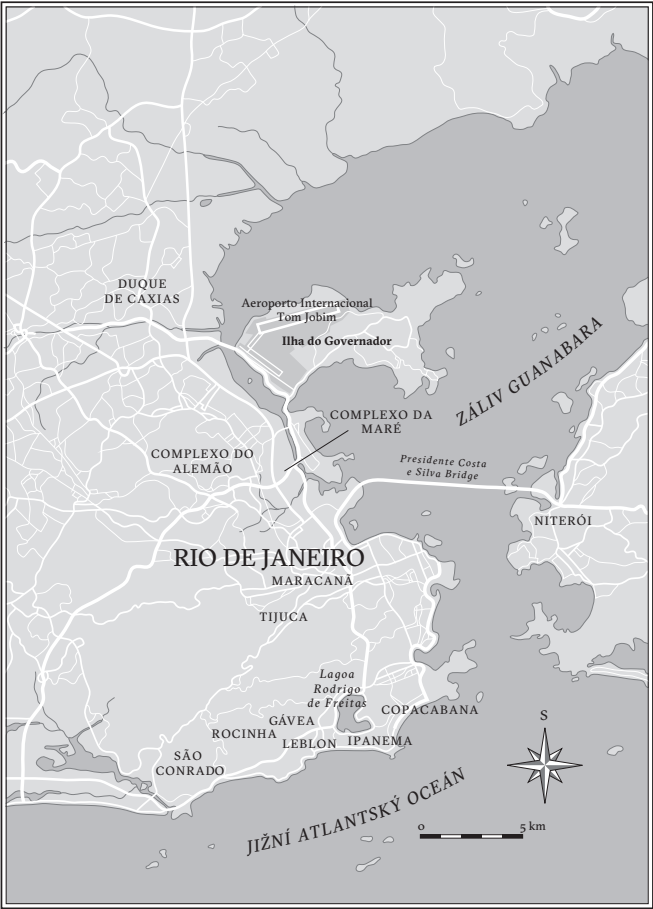 DUQUE
DE CAXIAS
Aeroporto Internacional
Tom Jobim
Ilha do Governador
ZÁLIV GUANABARA
COMPLEXO DA
MARÉ
COMPLEXO DO
ALEMÃO
Presidente Costa
e Silva Bridge
NITERÓI
RIO DE JANEIRO
MARACANÃ
TIJUCA
Lagoa
Rodrigo
de Freitas
COPACABANA
GÁVEA
ROCINHA
LEBLON
IPANEMA
SÃO
CONRADO
S
JIŽNÍ ATLANTSKÝ OCEÁN
0 5 km